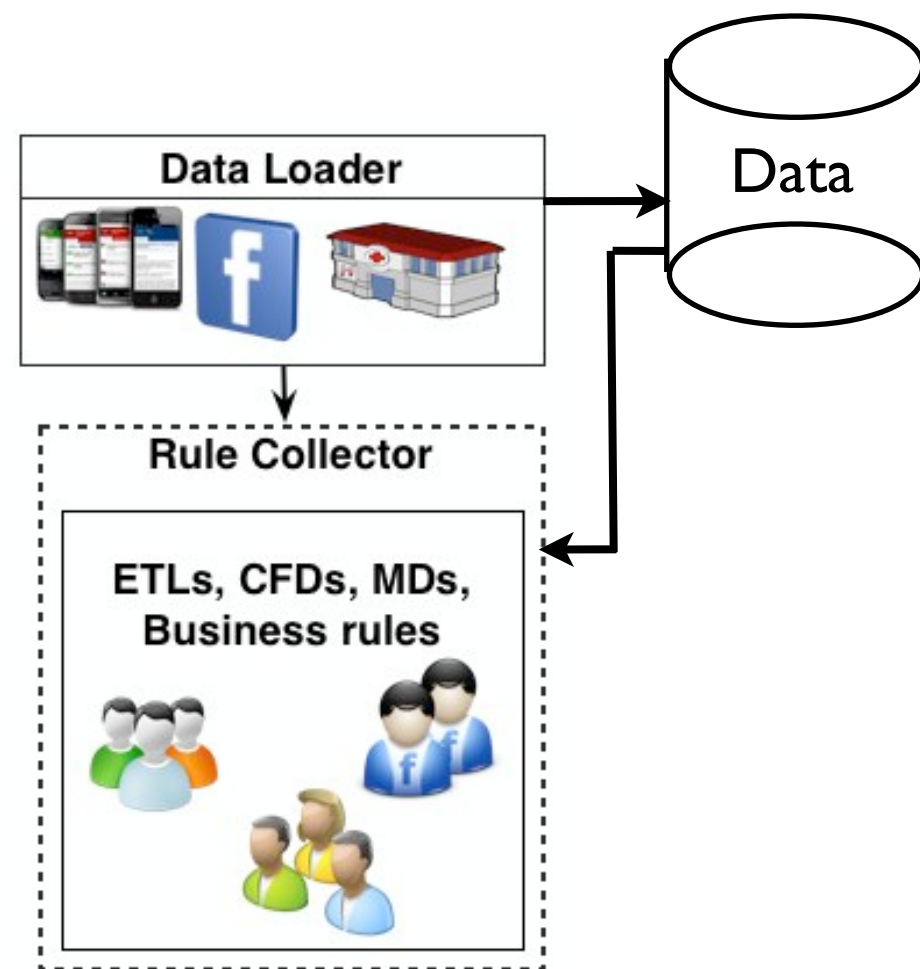 Data Loader
Data
f
Rule Collector
ETLs, CFDs, MDs,
Business rules
f
f